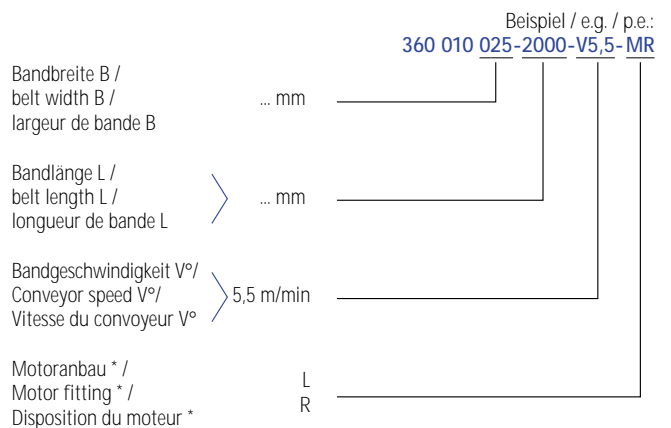 Beispiel / e.g. / p.e.:
360 010 025-2000-V5,5-MR
Bandbreite B /
belt width B /
largeur de bande B
... mm
Bandlänge L /
belt length L /
longueur de bande L
... mm
Bandgeschwindigkeit V°/
Conveyor speed V°/
Vitesse du convoyeur V°
5,5 m/min
Motoranbau * /
Motor fitting * /
Disposition du moteur *
L
R